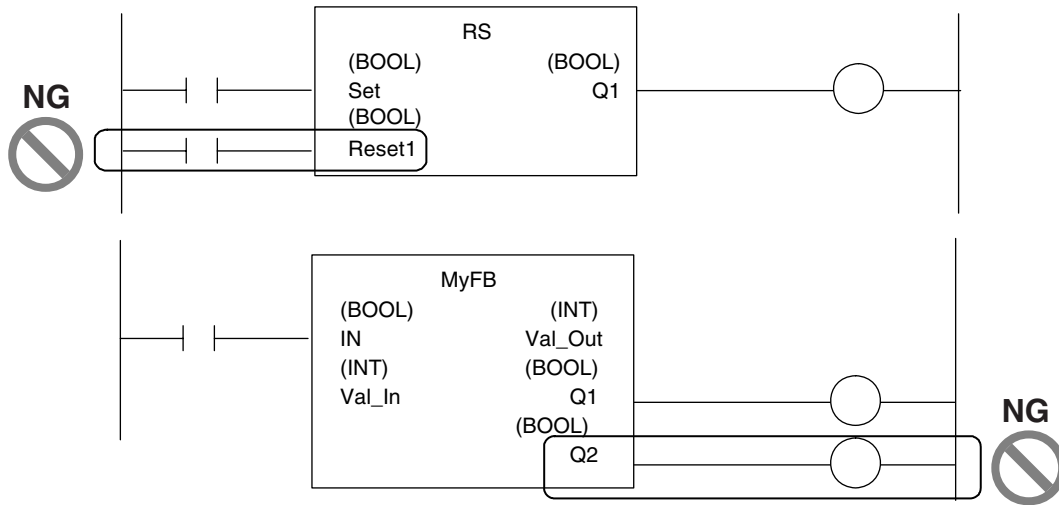 RS
(BOOL) (BOOL)
NG Set Q1
(BOOL)
Reset1
MyFB
(BOOL) (INT)
IN Val_Out
(INT) (BOOL)
Val_In Q1
(BOOL)
NG
Q2